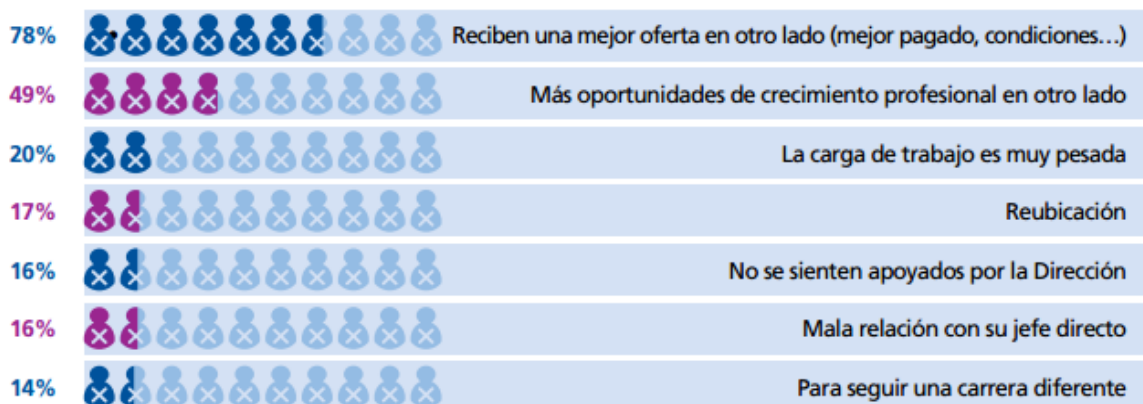 78% Reciben una mejor oferta en otro lado (mejor pagado, condiciones...)
49% Más oportunidades de crecimiento profesional en otro lado
20% La carga de trabajo es muy pesada
17% Reubicación
16% No se sienten apoyados por la Dirección
16% Mala relación con su jefe directo
14% Para seguir una carrera diferente